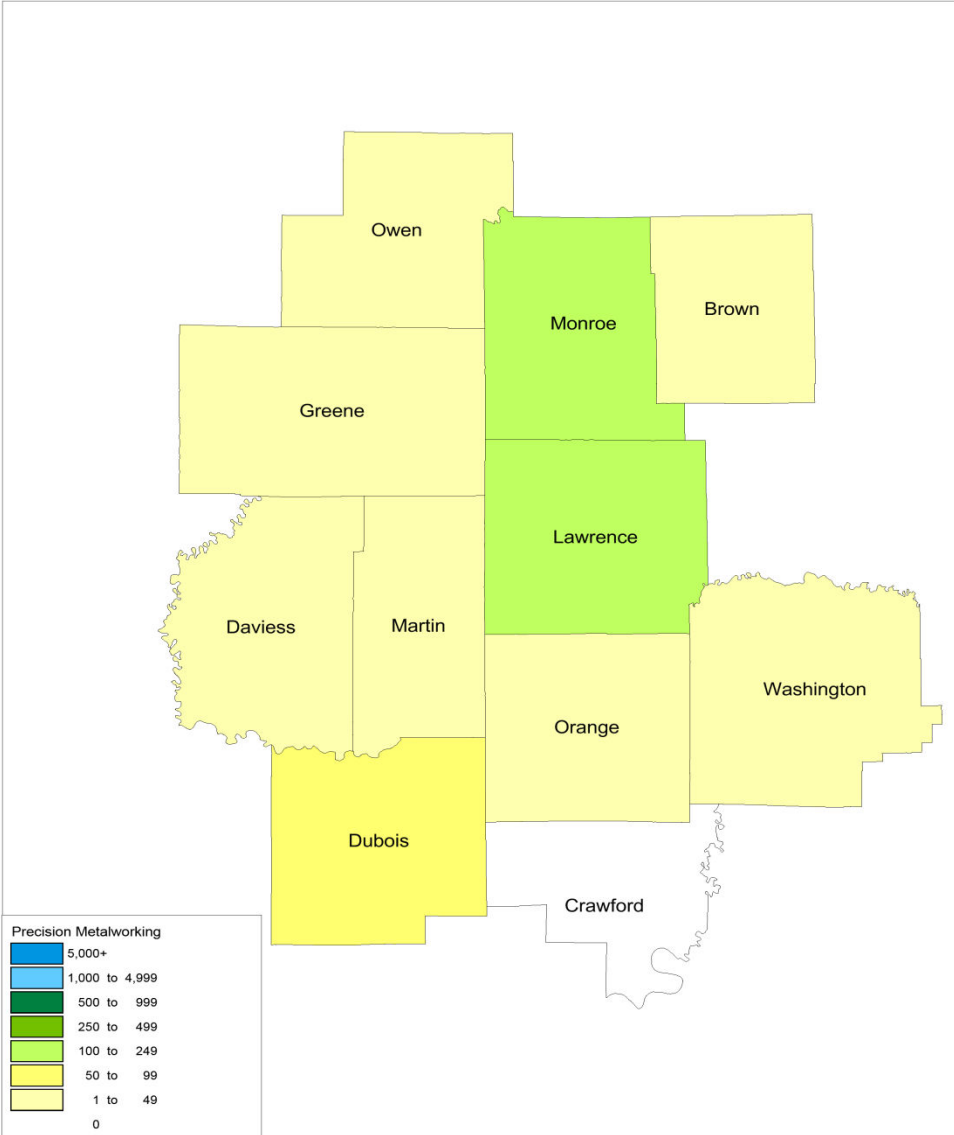 Owen
Brown
Monroe
Greene
Lawrence
Daviess
Martin
Washington
Orange
Dubois
Crawford
Precision Metalworking
5,000+
1,000 to 4,999
500 to 999
250 to 499
100 to 249
50 to 99
1 to 49
0